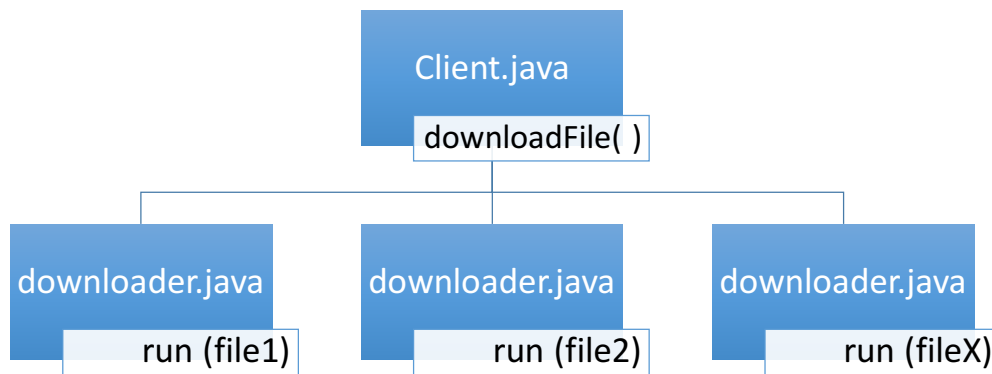 Client.java
downloadFile( )
downloader.java
run (file1)
downloader.java
run (file2)
downloader.java
run (fileX)